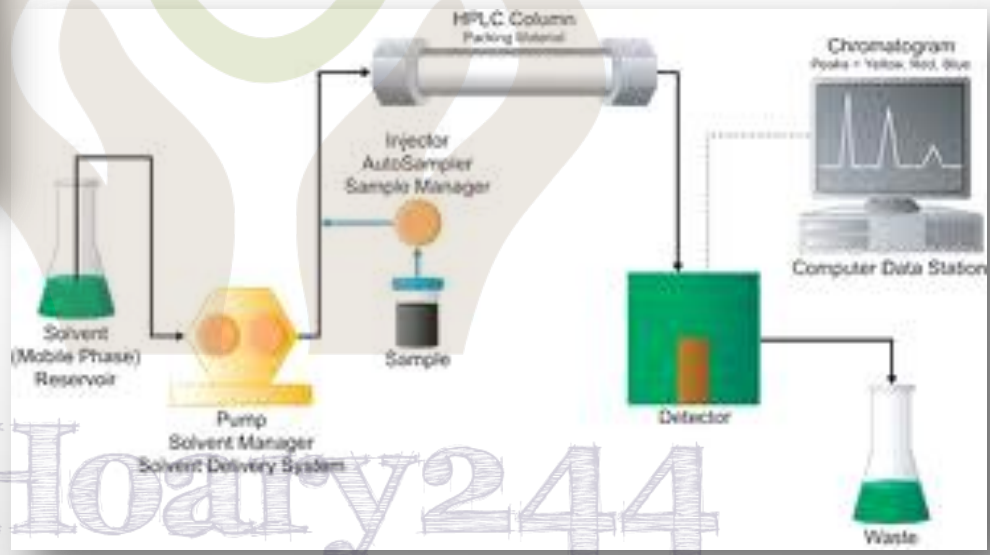 HPLC Column
Packing Material
Chromatogram
Peaks = Yellow, Red, Blue
Injector
AutoSampler
Sample Manager
Computer Data Station
Solvent
(Mobile Phase)
Reservoir
Sample
Detector
Pump
Solvent Manager
Solvent Delivery System
Waste
Hoary244